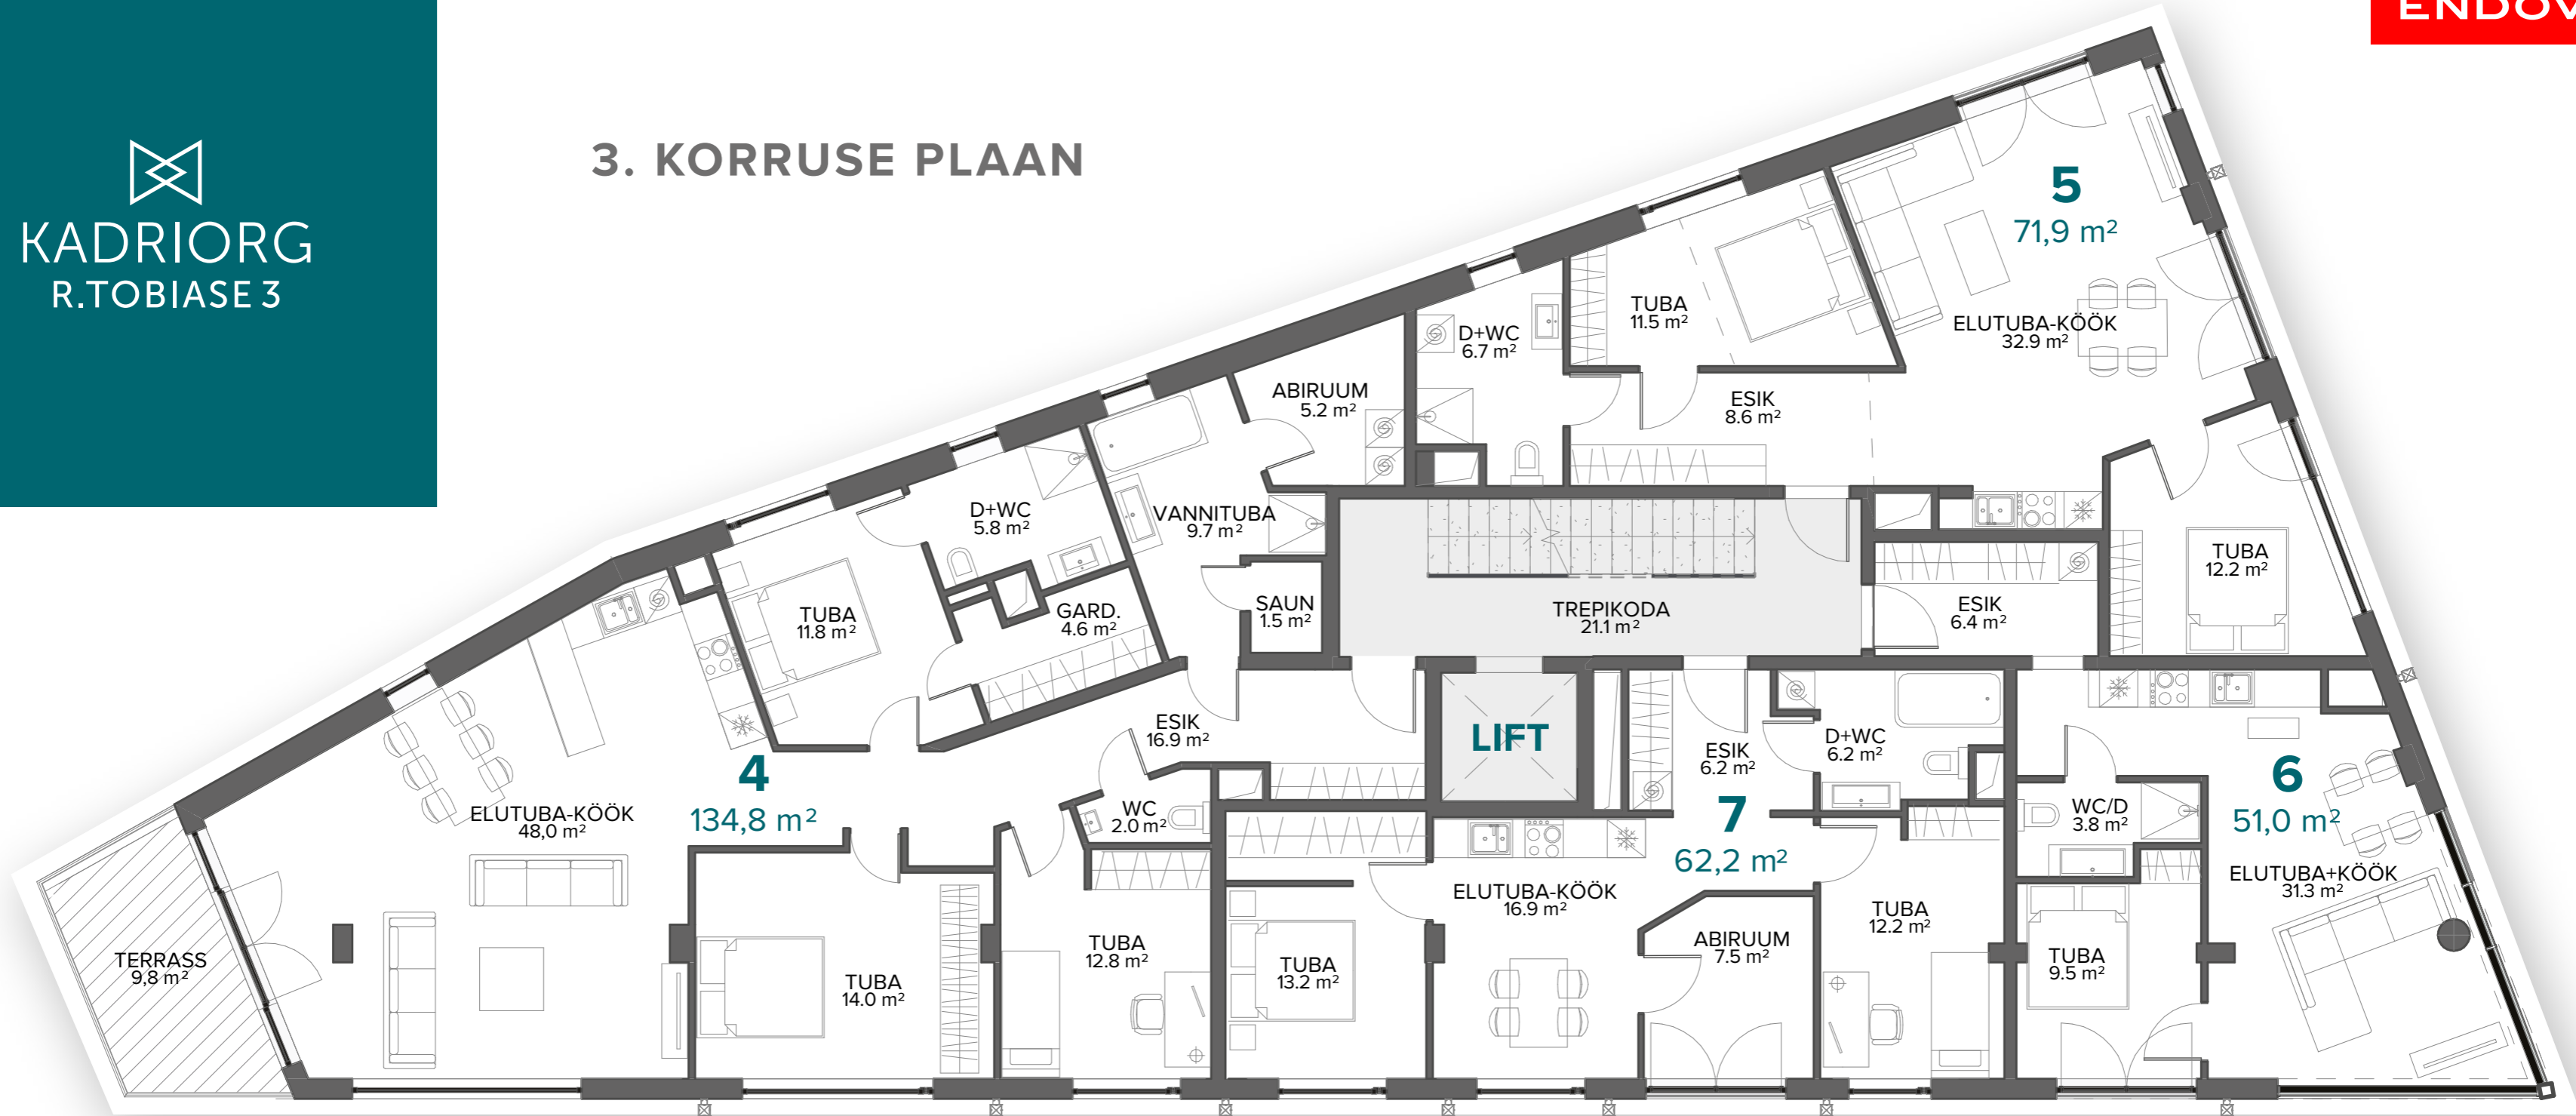 KADRIORG
R.TOBIASE 3
3. KORRUSE PLAAN
5
71,9 m²
TUBA
11.5 m²
D+WC
6.7 m²
ELUTUBA-KÖÖK
32.9 m²
ABIRUUM
5.2 m²
ESIK
8.6 m²
D+WC
5.8 m²
VANNITUBA
9.7 m²
TUBA
12.2 m²
TUBA
11.8 m²
GARD.
4.6 m²
SAUN
1.5 m²
TREPIKODA
21.1 m²
ESIK
6.4 m²
ESIK
16.9 m²
LIFT
ESIK
6.2 m²
D+WC
6.2 m²
4
134,8 m²
ELUTUBA-KÖÖK
48,0 m²
WC
2.0 m²
7
62,2 m²
WC/D
3.8 m²
6
51,0 m²
ELUTUBA-KÖÖK
16.9 m²
ELUTUBA+KÖÖK
31.3 m²
TERRASS
9,8 m²
TUBA
14.0 m²
TUBA
12.8 m²
TUBA
13.2 m²
ABIRUUM
7.5 m²
TUBA
12.2 m²
TUBA
9.5 m²